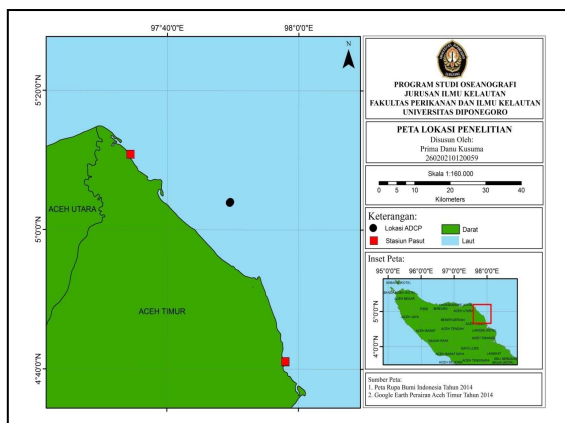 97°40'0"E
98°0'0"E
N
5°20'0"N
5°0'0"N
4°40'0"N
ACEH UTARA
ACEH TIMUR
PROGRAM STUDI OSEANOGRAFI
JURUSAN ILMU KELAUTAN
FAKULTAS PERIKANAN DAN ILMU KELAUTAN
UNIVERSITAS DIPONEGORO
PETA LOKASI PENELITIAN
Disusun Oleh:
Prima Danu Kusuma
26020210120059
Skala 1:160.000
0 5 10 20 30 40
Kilometers
Keterangan:
Lokasi ADCP
Darat
Stasiun Pasut
Laut
Inset Peta:
95°0'0"E
96°0'0"E
97°0'0"E
98°0'0"E
5°0'0"N
4°0'0"N
Sumber Peta:
1. Peta Rupa Bumi Indonesia Tahun 2014
2. Google Earth Perairan Aceh Timur Tahun 2014